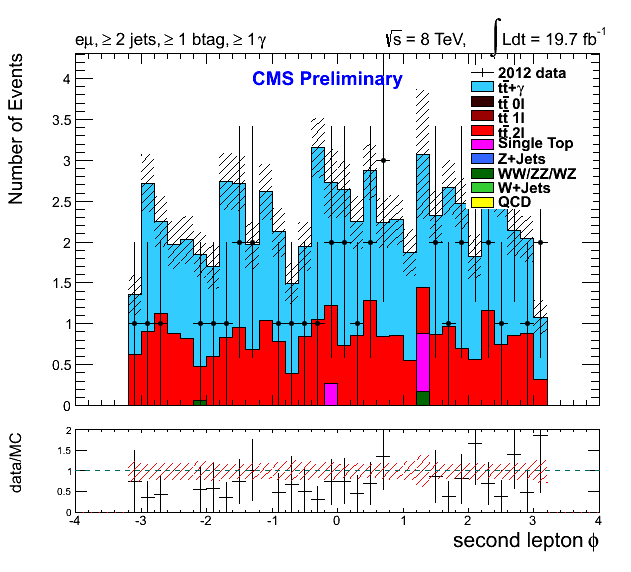 eμ, ≥ 2 jets, ≥ 1 btag, ≥ 1 γ
√s = 8 TeV, ∫ Ldt = 19.7 fb⁻¹
CMS Preliminary
2012 data
tt̄+γ
tt̄ 0l
tt̄ 1l
tt̄ 2l
Single Top
Z+Jets
WW/ZZ/WZ
W+Jets
QCD
Number of Events
4
3.5
3
2.5
2
1.5
1
0.5
0
data/MC
2
1.5
1
0.5
0
-4 -3 -2 -1 0 1 2 3 4
second lepton ϕ